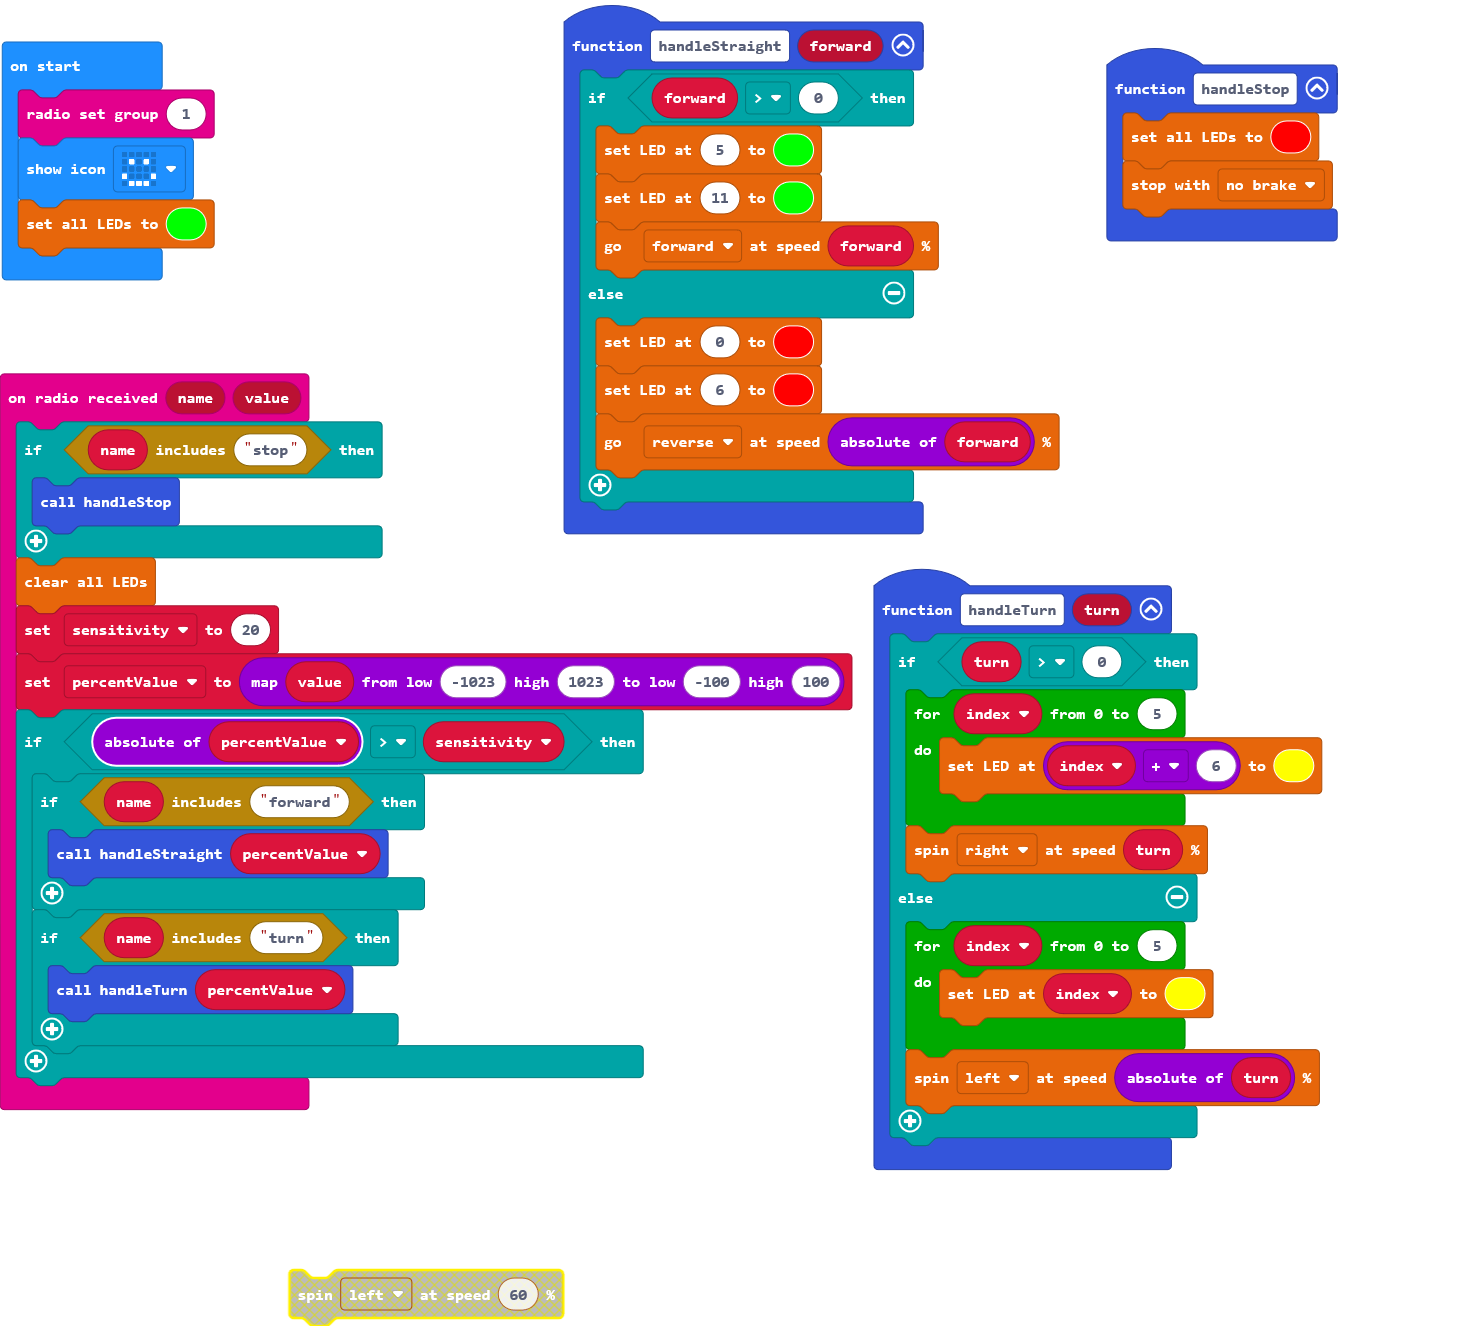 on start
radio set group 1
show icon
set all LEDs to
function handleStraight forward
if forward > 0 then
set LED at 5 to
set LED at 11 to
go forward at speed forward %
else
set LED at 0 to
set LED at 6 to
go reverse at speed absolute of forward %
function handleStop
set all LEDs to
stop with no brake
on radio received name value
if name includes "stop" then
call handleStop
clear all LEDs
set sensitivity to 20
set percentValue to map value from low -1023 high 1023 to low -100 high 100
if absolute of percentValue > sensitivity then
if name includes "forward" then
call handleStraight percentValue
if name includes "turn" then
call handleTurn percentValue
function handleTurn turn
if turn > 0 then
for index from 0 to 5
do
set LED at index + 6 to
spin right at speed turn %
else
for index from 0 to 5
do
set LED at index to
spin left at speed absolute of turn %
spin left at speed 60 %